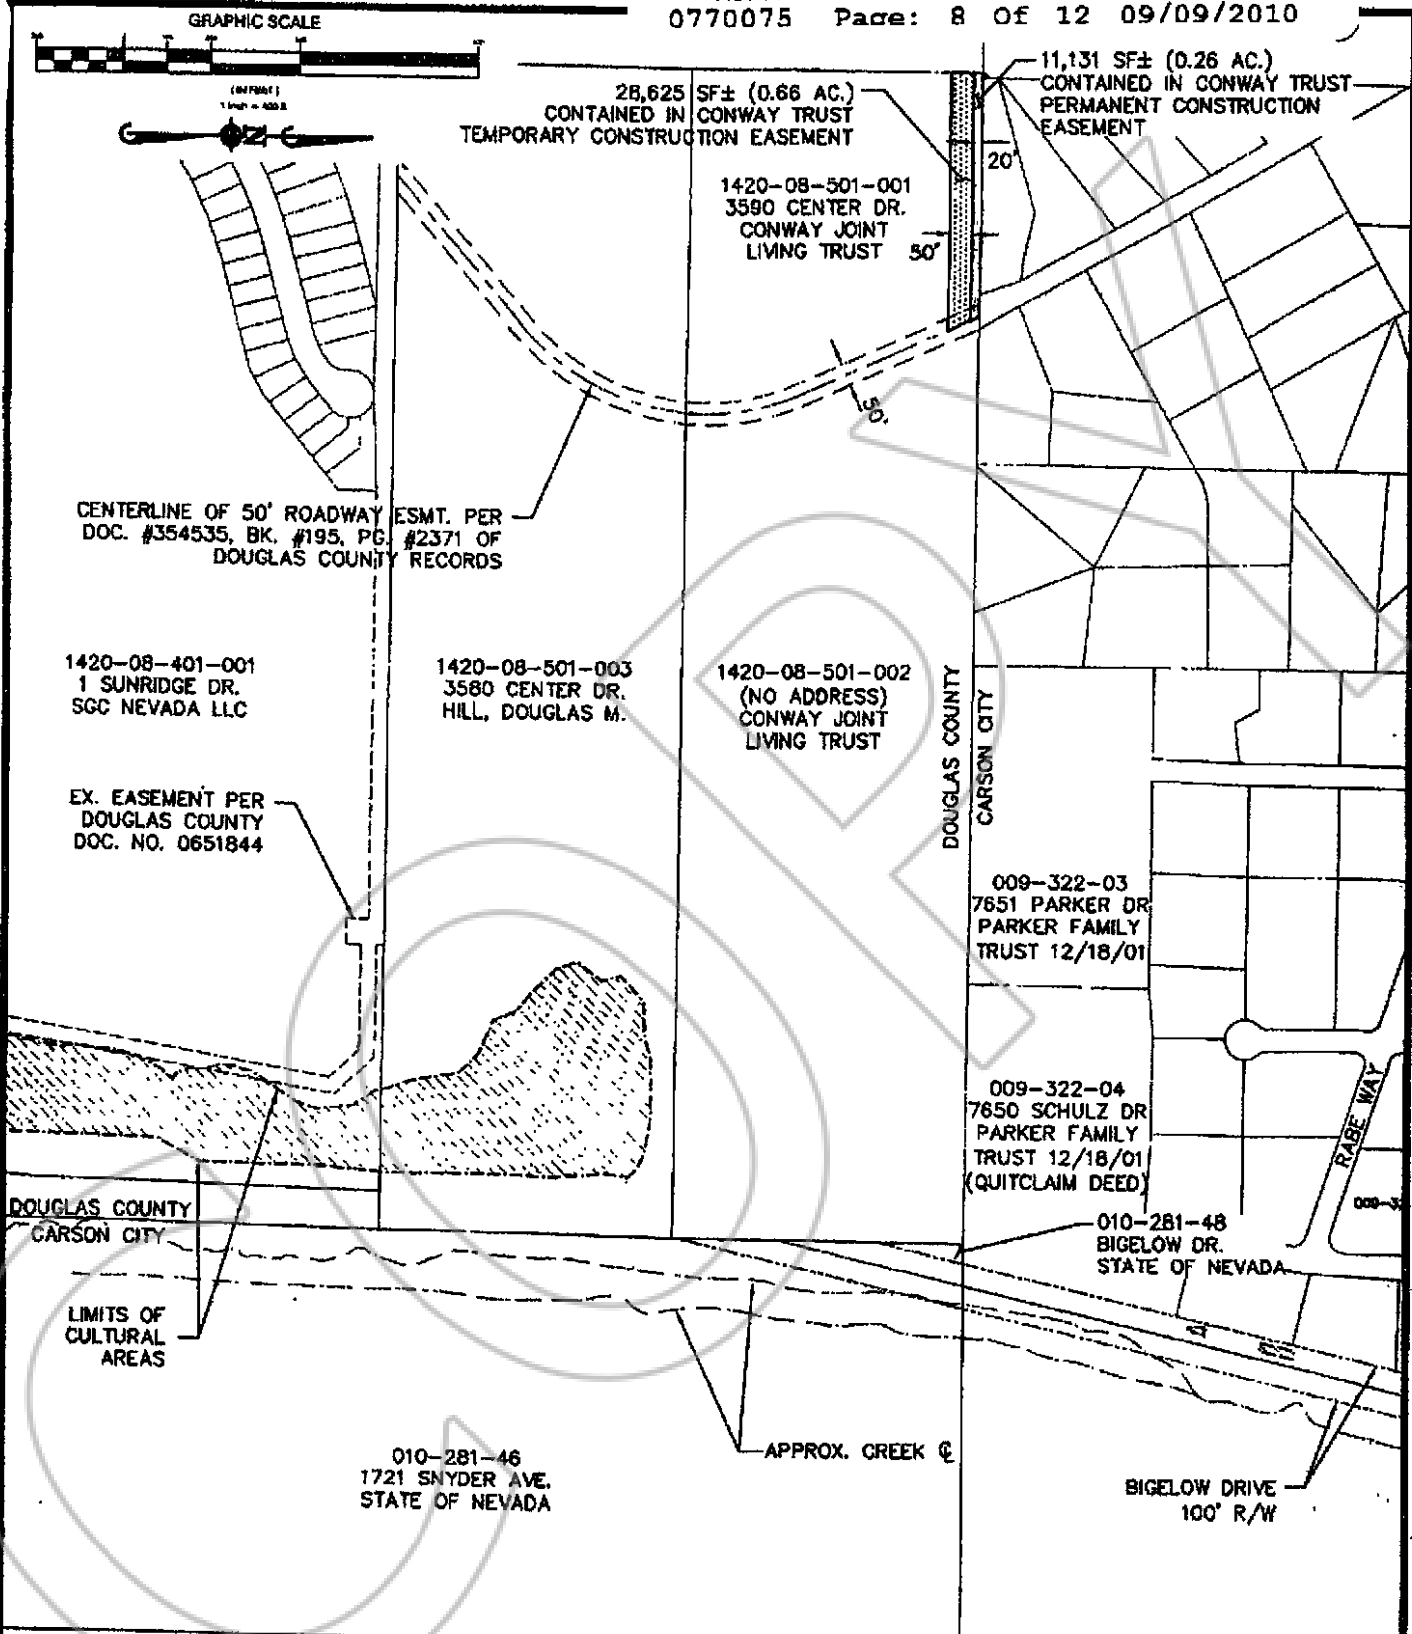 0770075 Page: 8 Of 12 09/09/2010
GRAPHIC SCALE
( IN FEET )
1 inch = 400 ft.
N
28,625 SF± (0.66 AC.)
CONTAINED IN CONWAY TRUST
TEMPORARY CONSTRUCTION EASEMENT
11,131 SF± (0.26 AC.)
CONTAINED IN CONWAY TRUST
PERMANENT CONSTRUCTION
EASEMENT
20'
1420-08-501-001
3590 CENTER DR.
CONWAY JOINT
LIVING TRUST
50'
50'
CENTERLINE OF 50' ROADWAY ESMT. PER
DOC. #354535, BK. #195, PG. #2371 OF
DOUGLAS COUNTY RECORDS
1420-08-401-001
1 SUNRIDGE DR.
SGC NEVADA LLC
1420-08-501-003
3580 CENTER DR.
HILL, DOUGLAS M.
1420-08-501-002
(NO ADDRESS)
CONWAY JOINT
LIVING TRUST
DOUGLAS COUNTY
CARSON CITY
EX. EASEMENT PER
DOUGLAS COUNTY
DOC. NO. 0651844
009-322-03
7651 PARKER DR
PARKER FAMILY
TRUST 12/18/01
009-322-04
7650 SCHULZ DR
PARKER FAMILY
TRUST 12/18/01
(QUITCLAIM DEED)
RABE WAY
DOUGLAS COUNTY
CARSON CITY
010-281-48
BIGELOW DR.
STATE OF NEVADA
LIMITS OF
CULTURAL
AREAS
APPROX. CREEK ℄
010-281-46
1721 SNYDER AVE.
STATE OF NEVADA
BIGELOW DRIVE
100' R/W
COPY